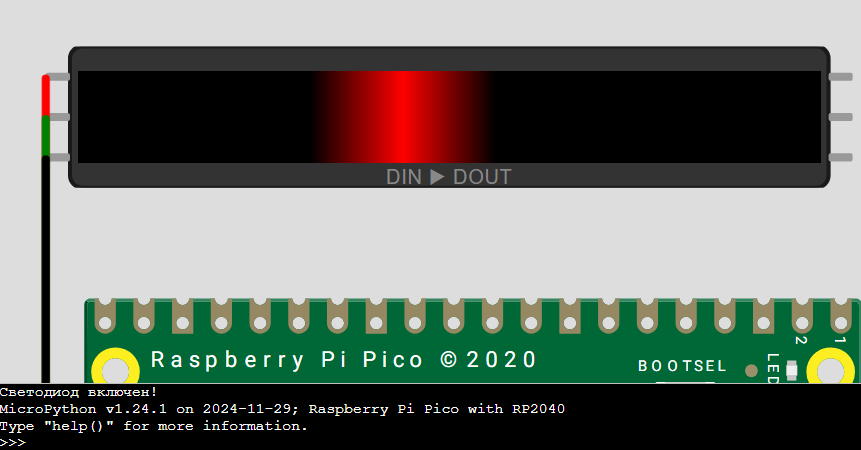 DIN ▶ DOUT
2
1
Raspberry Pi Pico ©2020
BOOTSEL
LED
Светодиод включен!
MicroPython v1.24.1 on 2024-11-29; Raspberry Pi Pico with RP2040
Type "help()" for more information.
>>>